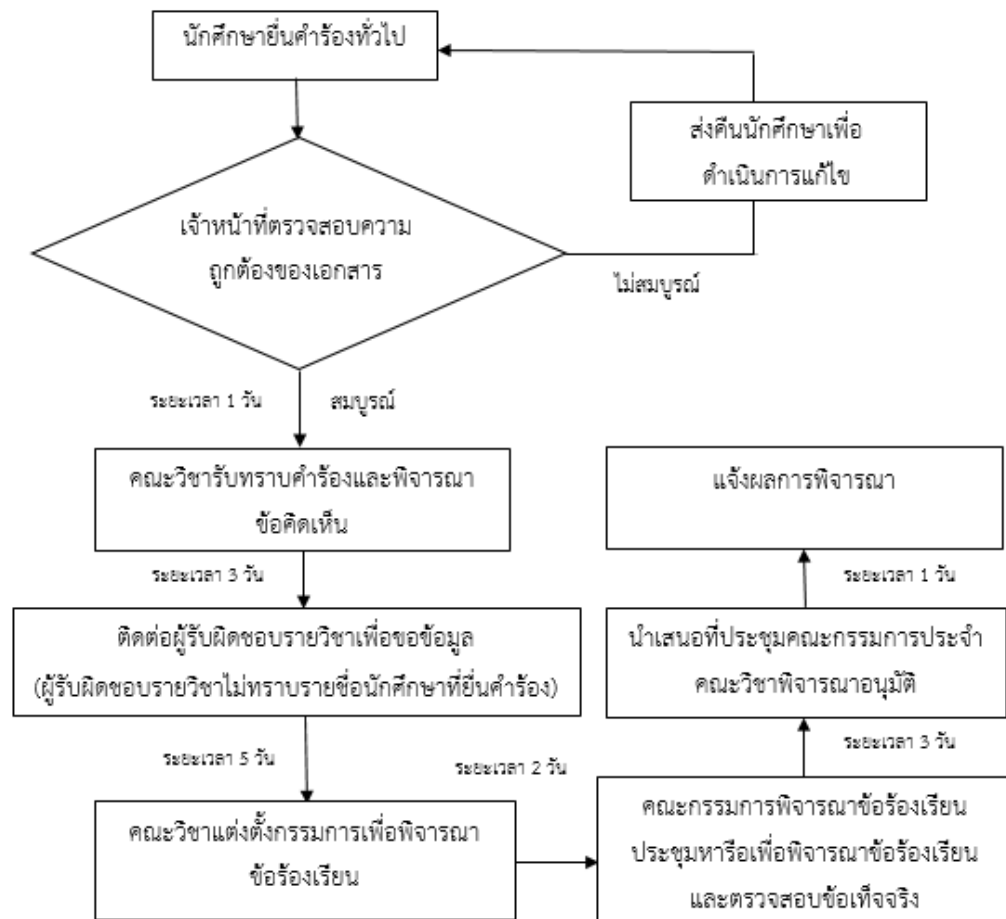 นักศึกษายื่นคำร้องทั่วไป
ส่งคืนนักศึกษาเพื่อ
ดำเนินการแก้ไข
เจ้าหน้าที่ตรวจสอบความ
ถูกต้องของเอกสาร
ไม่สมบูรณ์
ระยะเวลา 1 วัน
สมบูรณ์
คณะวิชารับทราบคำร้องและพิจารณา
ข้อคิดเห็น
ระยะเวลา 3 วัน
ติดต่อผู้รับผิดชอบรายวิชาเพื่อขอข้อมูล
(ผู้รับผิดชอบรายวิชาไม่ทราบรายชื่อนักศึกษาที่ยื่นคำร้อง)
ระยะเวลา 5 วัน
คณะวิชาแต่งตั้งกรรมการเพื่อพิจารณา
ข้อร้องเรียน
ระยะเวลา 2 วัน
คณะกรรมการพิจารณาข้อร้องเรียน
ประชุมหารือเพื่อพิจารณาข้อร้องเรียน
และตรวจสอบข้อเท็จจริง
ระยะเวลา 3 วัน
นำเสนอที่ประชุมคณะกรรมการประจำ
คณะวิชาพิจารณาอนุมัติ
ระยะเวลา 1 วัน
แจ้งผลการพิจารณา